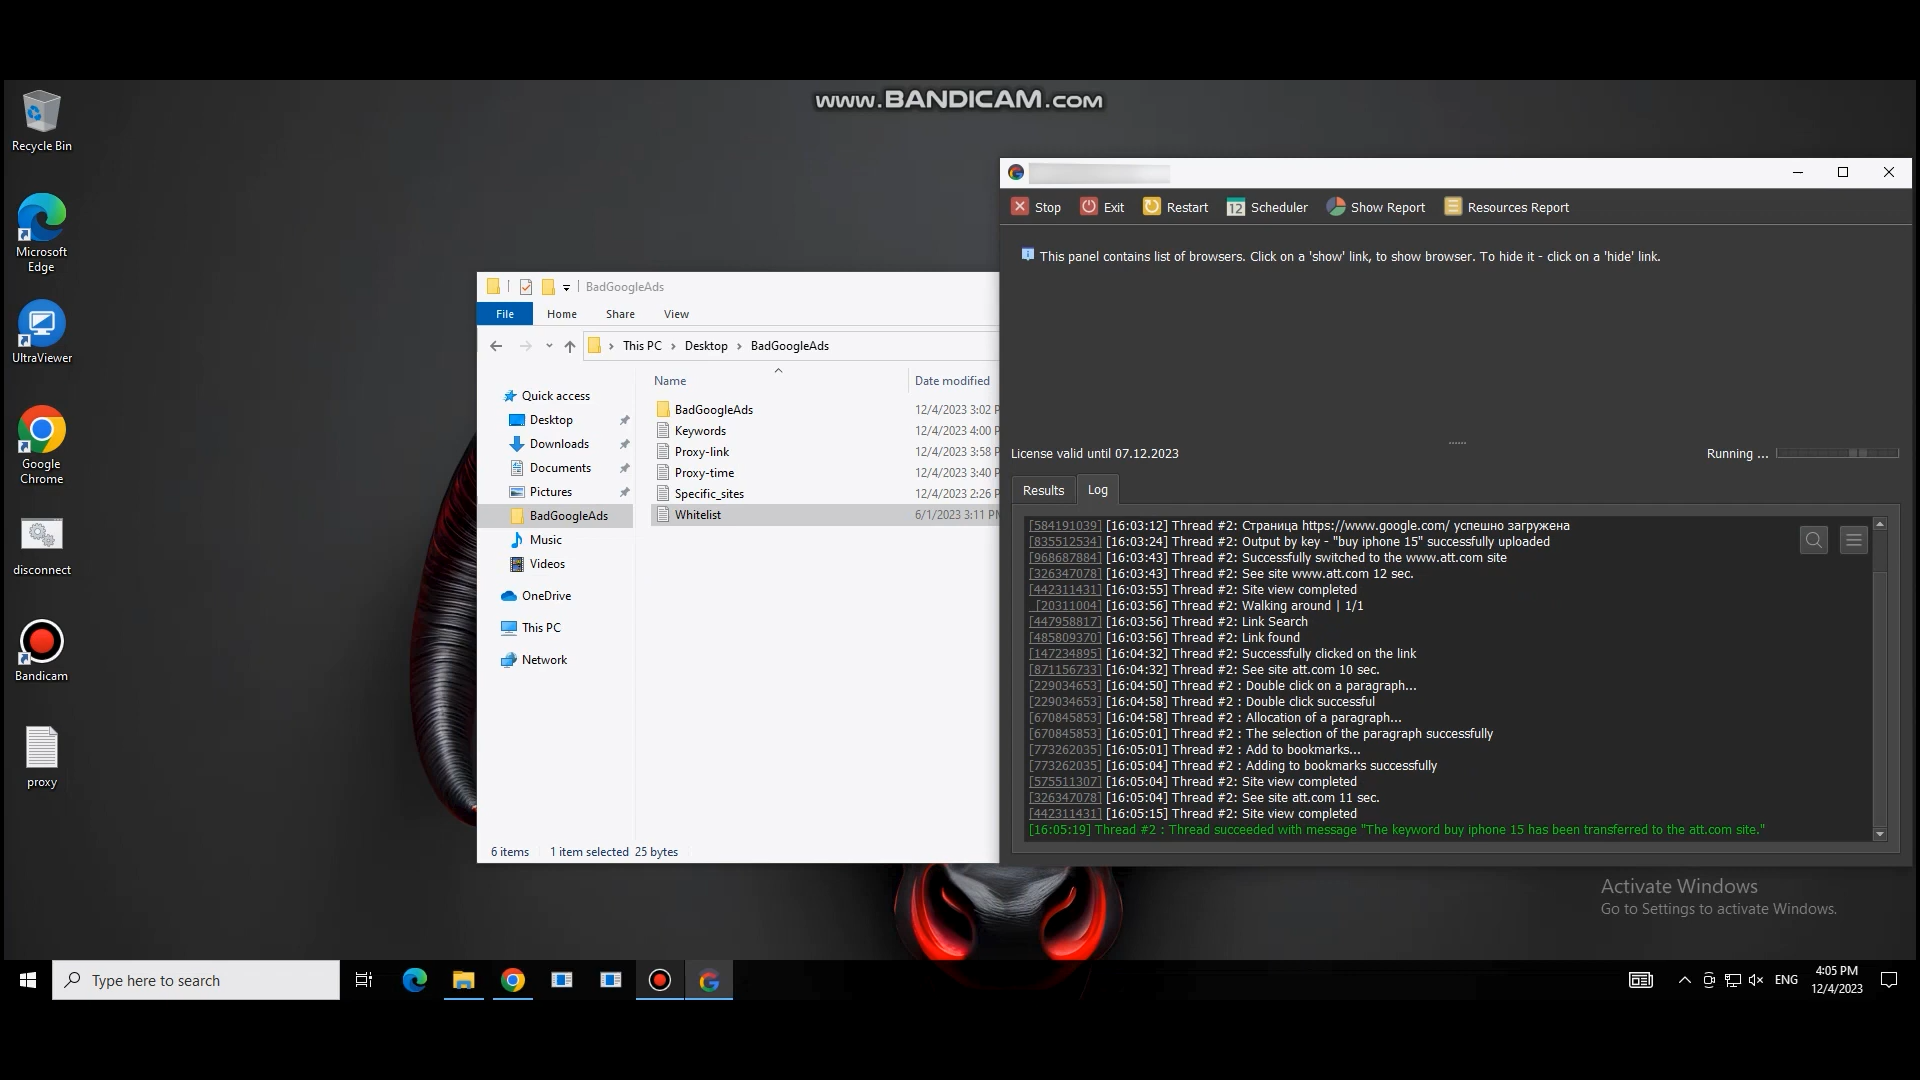 www.BANDICAM.com
Recycle Bin
Microsoft
Edge
UltraViewer
Google
Chrome
disconnect
Bandicam
proxy
BadGoogleAds
File Home Share View
This PC > Desktop > BadGoogleAds
Name Date modified
Quick access
Desktop
Downloads
Documents
Pictures
BadGoogleAds
Music
Videos
OneDrive
This PC
Network
BadGoogleAds 12/4/2023 3:02 P
Keywords 12/4/2023 4:00 P
Proxy-link 12/4/2023 3:58 P
Proxy-time 12/4/2023 3:40 P
Specific_sites 12/4/2023 2:26 P
Whitelist 6/1/2023 3:11 PM
6 items 1 item selected 25 bytes
Stop Exit Restart 12 Scheduler Show Report Resources Report
This panel contains list of browsers. Click on a 'show' link, to show browser. To hide it - click on a 'hide' link.
License valid until 07.12.2023 Running ...
Results Log
[584191039] [16:03:12] Thread #2: Страница https://www.google.com/ успешно загружена
[835512534] [16:03:24] Thread #2: Output by key - "buy iphone 15" successfully uploaded
[968687884] [16:03:43] Thread #2: Successfully switched to the www.att.com site
[326347078] [16:03:43] Thread #2: See site www.att.com 12 sec.
[442311431] [16:03:55] Thread #2: Site view completed
[20311004] [16:03:56] Thread #2: Walking around | 1/1
[447958817] [16:03:56] Thread #2: Link Search
[485809370] [16:03:56] Thread #2: Link found
[147234895] [16:04:32] Thread #2: Successfully clicked on the link
[871156733] [16:04:32] Thread #2: See site att.com 10 sec.
[229034653] [16:04:50] Thread #2 : Double click on a paragraph...
[229034653] [16:04:58] Thread #2 : Double click successful
[670845853] [16:04:58] Thread #2 : Allocation of a paragraph...
[670845853] [16:05:01] Thread #2 : The selection of the paragraph successfully
[773262035] [16:05:01] Thread #2 : Add to bookmarks...
[773262035] [16:05:04] Thread #2 : Adding to bookmarks successfully
[575511307] [16:05:04] Thread #2: Site view completed
[326347078] [16:05:04] Thread #2: See site att.com 11 sec.
[442311431] [16:05:15] Thread #2: Site view completed
[16:05:19] Thread #2 : Thread succeeded with message "The keyword buy iphone 15 has been transferred to the att.com site."
Activate Windows
Go to Settings to activate Windows.
Type here to search
ENG
4:05 PM
12/4/2023